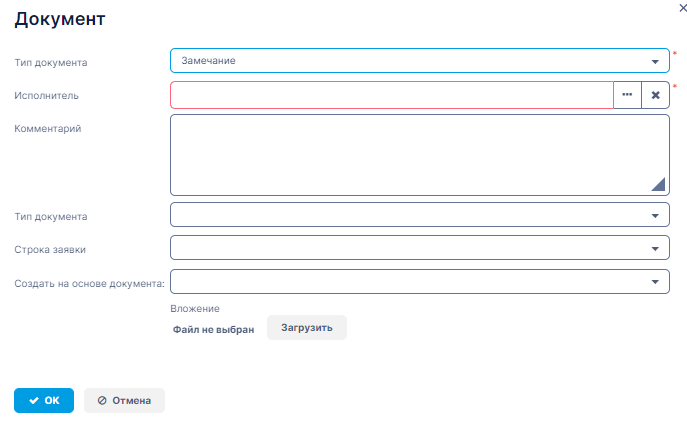 Документ
Тип документа Замечание *
Исполнитель *
Комментарий
Тип документа
Строка заявки
Создать на основе документа:
Вложение
Файл не выбран Загрузить
ОК Отмена